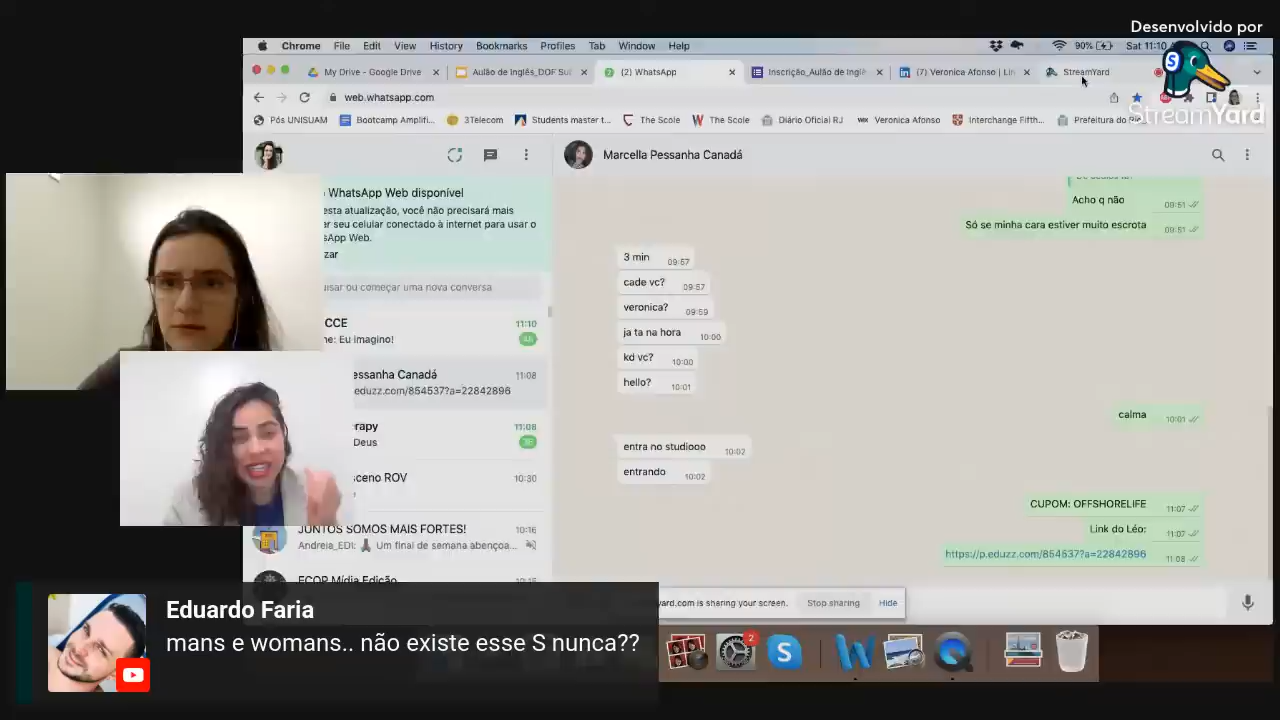 Desenvolvido por
StreamYard
Chrome File Edit View History Bookmarks Profiles Tab Window Help
90% Sat 11:10
My Drive - Google Drive
Aulão de Inglês_DOF Su
(2) WhatsApp
Inscrição_Aulão de Inglê
(7) Veronica Afonso | Lin
StreamYard
web.whatsapp.com
Pós UNISUAM
Bootcamp Amplifi...
3Telecom
Students master t...
The Scole
The Scole
Diário Oficial RJ
Veronica Afonso
Interchange Fifth...
Prefeitura do
Marcella Pessanha Canadá
WhatsApp Web disponível
esta atualização, você não precisará mais
er seu celular conectado à internet para usar o
tsApp Web.
zar
uisar ou começar uma nova conversa
CCE 11:10
ne: Eu imagino!
essanha Canadá 11:08
eduzz.com/854537?a=22842896
erapy 11:08
Deus
sceno ROV 10:30
JUNTOS SOMOS MAIS FORTES! 10:16
Andreia_EDI: Um final de semana abençoa...
ECOP Mídia Edição
Acho q não 09:51
Só se minha cara estiver muito escrota 09:51
3 min 09:57
cade vc? 09:57
veronica? 09:59
ja ta na hora 10:00
kd vc? 10:00
hello? 10:01
calma 10:01
entra no studiooo 10:02
entrando 10:02
CUPOM: OFFSHORELIFE 11:07
Link do Léo: 11:07
https://p.eduzz.com/854537?a=22842896 11:08
yard.com is sharing your screen. Stop sharing Hide
2
Eduardo Faria
mans e womans.. não existe esse S nunca??